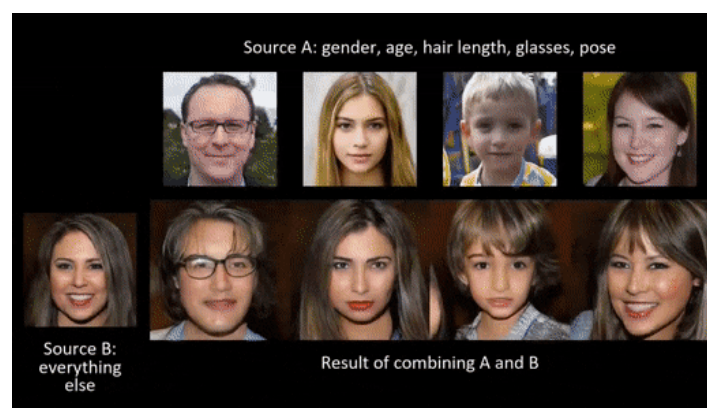 Source A: gender, age, hair length, glasses, pose
Source B:
everything
else
Result of combining A and B